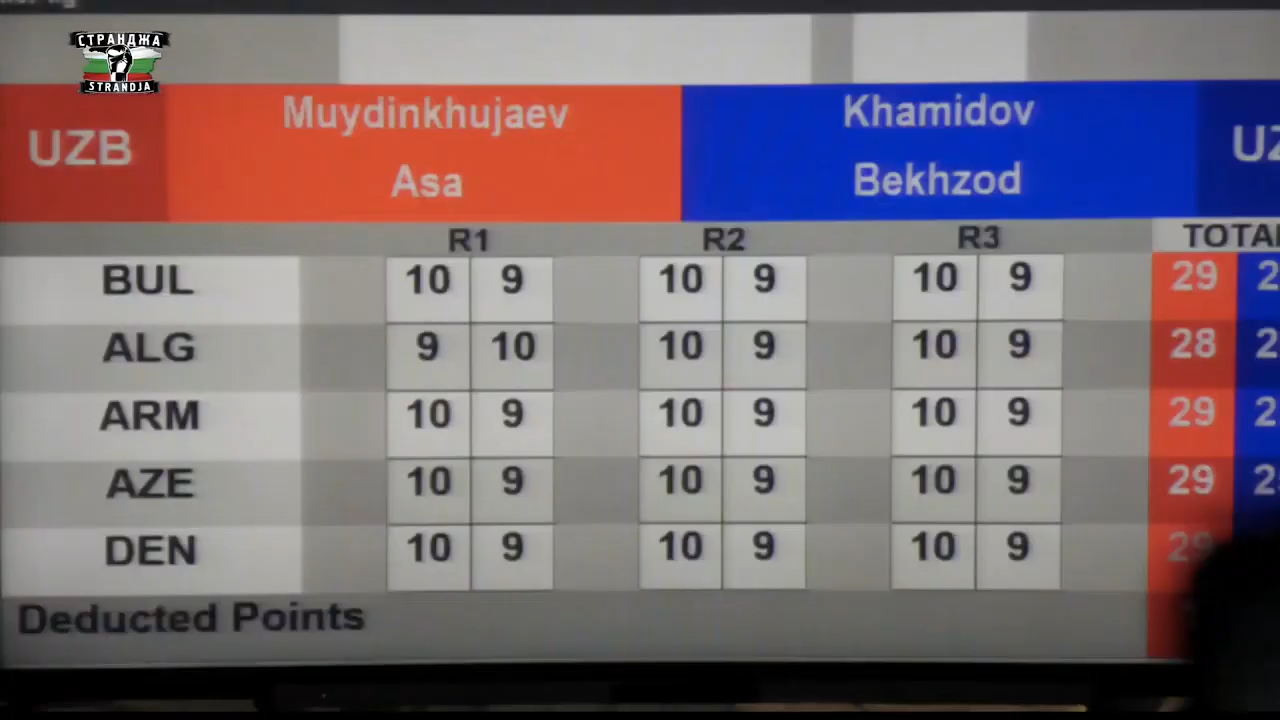 СТРАНДЖА
STRANDJA
UZB Muydinkhujaev Asa Khamidov Bekhzod
R1 R2 R3
BUL 10 9 10 9 10 9 29
ALG 9 10 10 9 10 9 28
ARM 10 9 10 9 10 9 29
AZE 10 9 10 9 10 9 29
DEN 10 9 10 9 10 9 29
Deducted Points